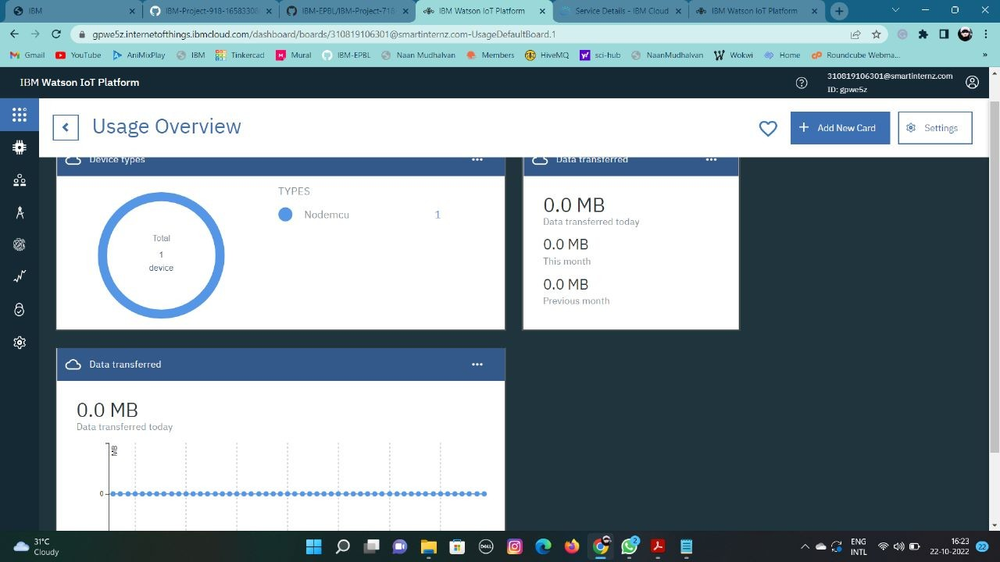 IBM
IBM-Project-918-16583308
IBM-EPBL/IBM-Project-718
IBM Watson IoT Platform
Service Details - IBM Cloud
IBM Watson IoT Platform
gpwe5z.internetofthings.ibmcloud.com/dashboard/boards/310819106301@smartinternz.com-UsageDefaultBoard.1
Gmail
YouTube
AniMixPlay
IBM
Tinkercad
Mural
IBM-EPBL
Naan Mudhalvan
Members
HiveMQ
sci-hub
NaanMudhalvan
Wokwi
Home
Roundcube Webma...
»
IBM Watson IoT Platform
310819106301@smartinternz.com
ID: gpwe5z
Usage Overview
Add New Card
Settings
Device types
Data transferred
TYPES
Nodemcu 1
Total
1
device
0.0 MB
Data transferred today
0.0 MB
This month
0.0 MB
Previous month
Data transferred
0.0 MB
Data transferred today
MB
0
31°C
Cloudy
DELL
2
ENG
INTL
16:23
22-10-2022
22